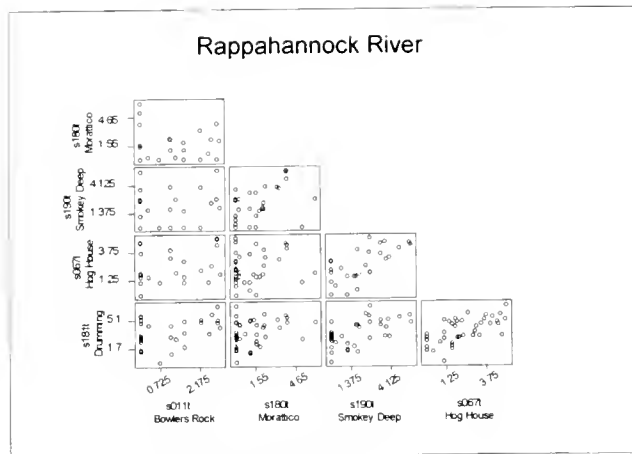 Rappahannock River
s180t
Morattico
4 65
1 55
s190t
Smokey Deep
4 125
1 375
s067t
Hog House
3 75
1 25
s181t
Drumming
5 1
1 7
0 725
2 175
1 55
4 65
1 375
4 125
1 25
3 75
s011t
Bowlers Rock
s180t
Morattico
s190t
Smokey Deep
s067t
Hog House